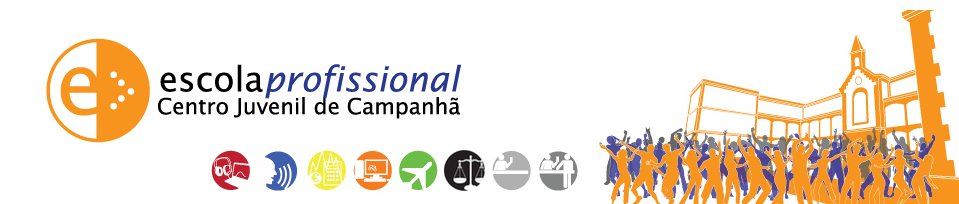 e
escolaprofissional
Centro Juvenil de Campanhã